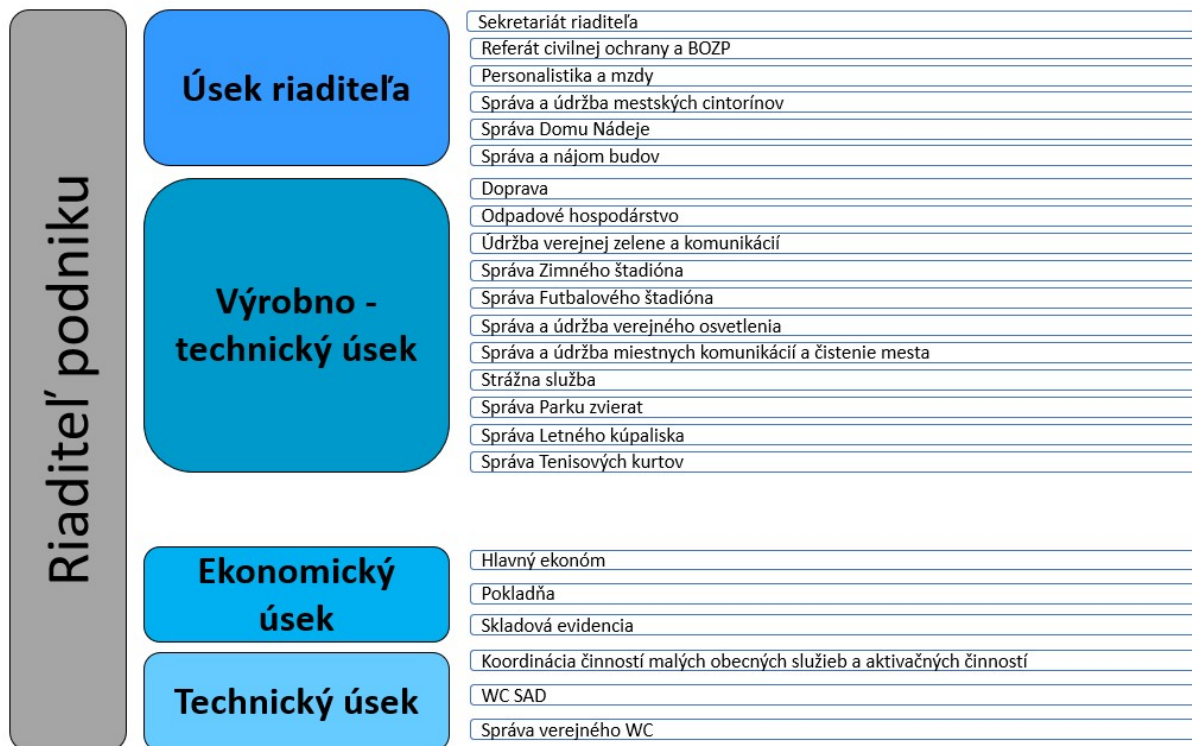 Riaditeľ podniku
Úsek riaditeľa
Sekretariát riaditeľa
Referát civilnej ochrany a BOZP
Personalistika a mzdy
Správa a údržba mestských cintorínov
Správa Domu Nádeje
Správa a nájom budov
Výrobno -
technický úsek
Doprava
Odpadové hospodárstvo
Údržba verejnej zelene a komunikácií
Správa Zimného štadióna
Správa Futbalového štadióna
Správa a údržba verejného osvetlenia
Správa a údržba miestnych komunikácií a čistenie mesta
Strážna služba
Správa Parku zvierat
Správa Letného kúpaliska
Správa Tenisových kurtov
Ekonomický
úsek
Hlavný ekonóm
Pokladňa
Skladová evidencia
Technický úsek
Koordinácia činností malých obecných služieb a aktivačných činností
WC SAD
Správa verejného WC